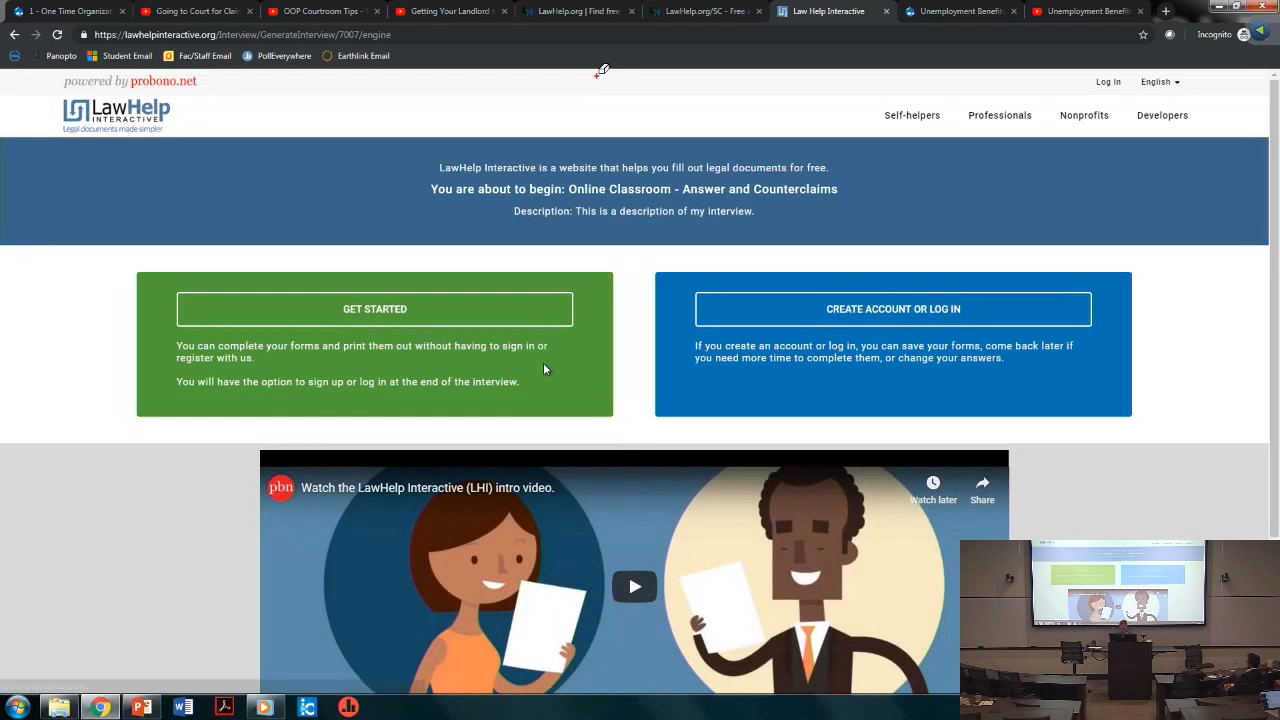 1 - One Time Organizat
Going to Court for Claim
OOP Courtroom Tips -
Getting Your Landlord t
LawHelp.org | Find free
LawHelp.org/SC - Free
Law Help Interactive
Unemployment Benefits
Unemployment Benefits
https://lawhelpinteractive.org/Interview/GenerateInterview/7007/engine
Incognito
Panopto
Student Email
Fac/Staff Email
PollEverywhere
Earthlink Email
powered by probono.net
Log In
English
LawHelp
INTERACTIVE
Legal documents made simpler
Self-helpers
Professionals
Nonprofits
Developers
LawHelp Interactive is a website that helps you fill out legal documents for free.
You are about to begin: Online Classroom - Answer and Counterclaims
Description: This is a description of my interview.
GET STARTED
You can complete your forms and print them out without having to sign in or
register with us.
You will have the option to sign up or log in at the end of the interview.
CREATE ACCOUNT OR LOG IN
If you create an account or log in, you can save your forms, come back later if
you need more time to complete them, or change your answers.
pbn
Watch the LawHelp Interactive (LHI) intro video.
Watch later
Share